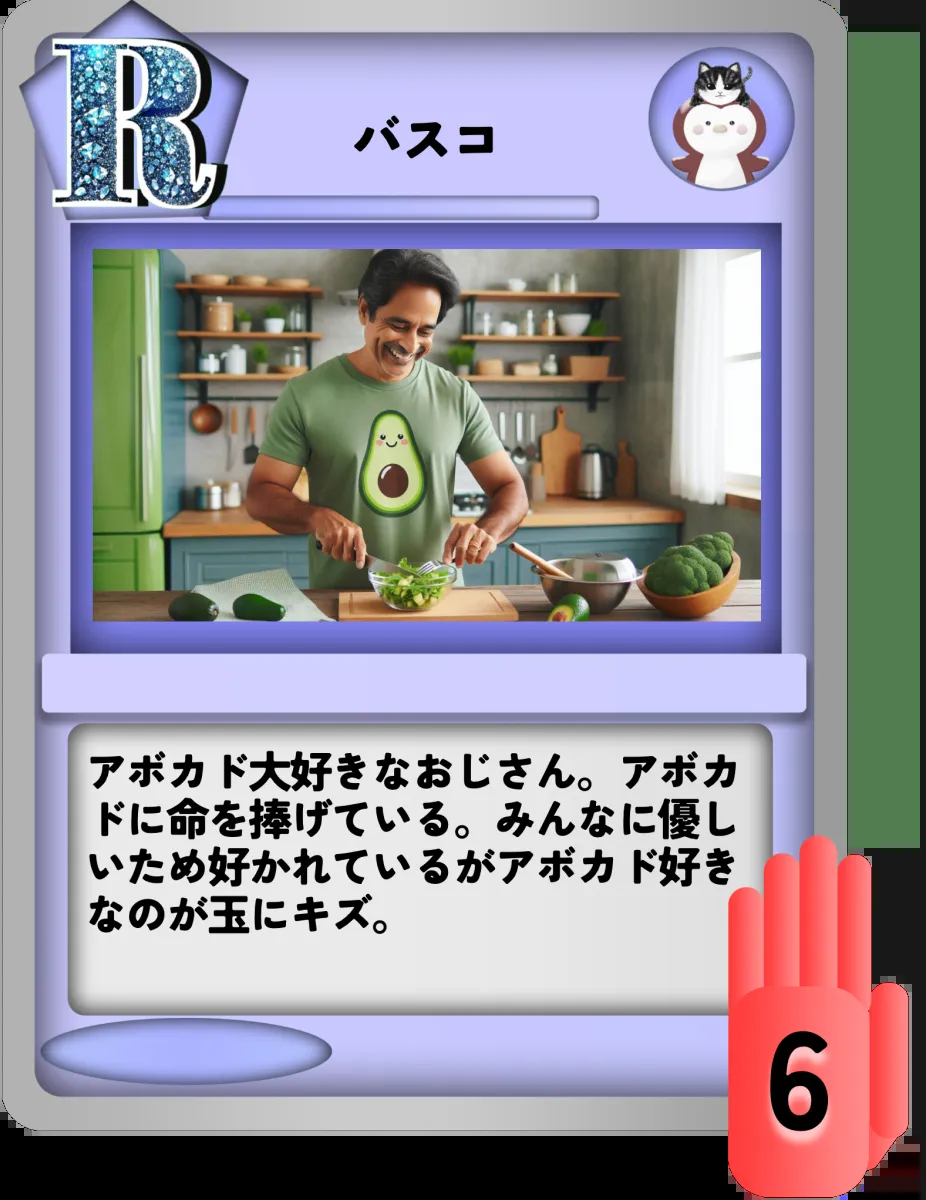 R
バスコ
アボカド大好きなおじさん。アボカ
ドに命を捧げている。みんなに優し
いため好かれているがアボカド好き
なのが玉にキズ。
6